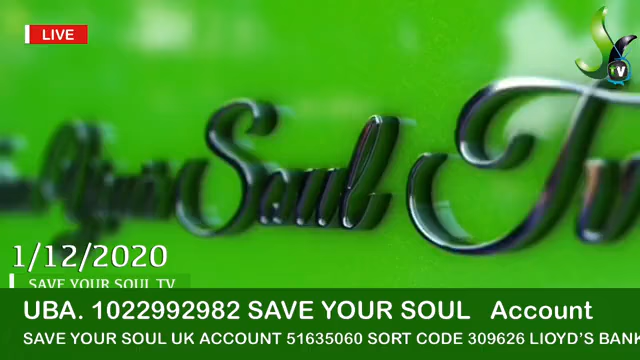 LIVE
TV
Your Soul Tv
1/12/2020
SAVE YOUR SOUL TV
UBA. 1022992982 SAVE YOUR SOUL Account
SAVE YOUR SOUL UK ACCOUNT 51635060 SORT CODE 309626 LIOYD'S BANK